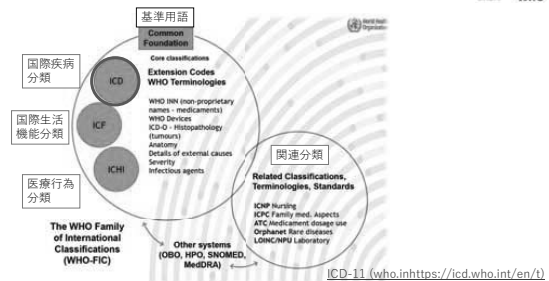 基準用語
World Health
Organization
Common
Foundation
Core classifications
国際疾病
分類
ICD
Extension Codes
WHO Terminologies
国際生活
機能分類
ICF
WHO INN (non-proprietary
names - medicaments)
WHO Devices
ICD-O - Histopathology
(tumours)
Anatomy
Details of external causes
Severity
Infectious agents
医療行為
分類
ICHI
関連分類
Related Classifications,
Terminologies, Standards
ICNP Nursing
ICPC Family med. Aspects
ATC Medicament dosage use
Orphanet Rare diseases
LOINC/NPU Laboratory
The WHO Family
of International
Classifications
(WHO-FIC)
Other systems
(OBO, HPO, SNOMED,
MedDRA)
ICD-11 (who.inhttps://icd.who.int/en/t)